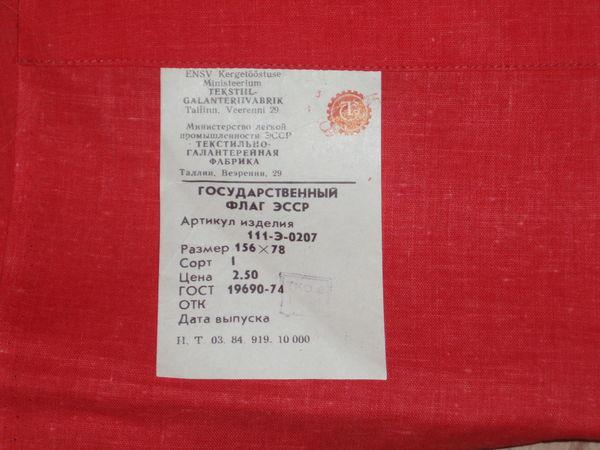 ENSV Kergetööstuse
Ministeerium
TEKSTIIL-
GALANTERIIVABRIK
Tallinn, Veerenni 29
Министерство легкой
промышленности ЭССР
ТЕКСТИЛЬНО-
ГАЛАНТЕРЕЙНАЯ
ФАБРИКА
Таллин, Веэренни, 29
ГОСУДАРСТВЕННЫЙ
ФЛАГ ЭССР
Артикул изделия
111-Э-0207
Размер 156×78
Сорт 1
Цена 2.50
ГОСТ 19690-74
ОТК
Дата выпуска
Н. Т 03. 84. 919. 10 000